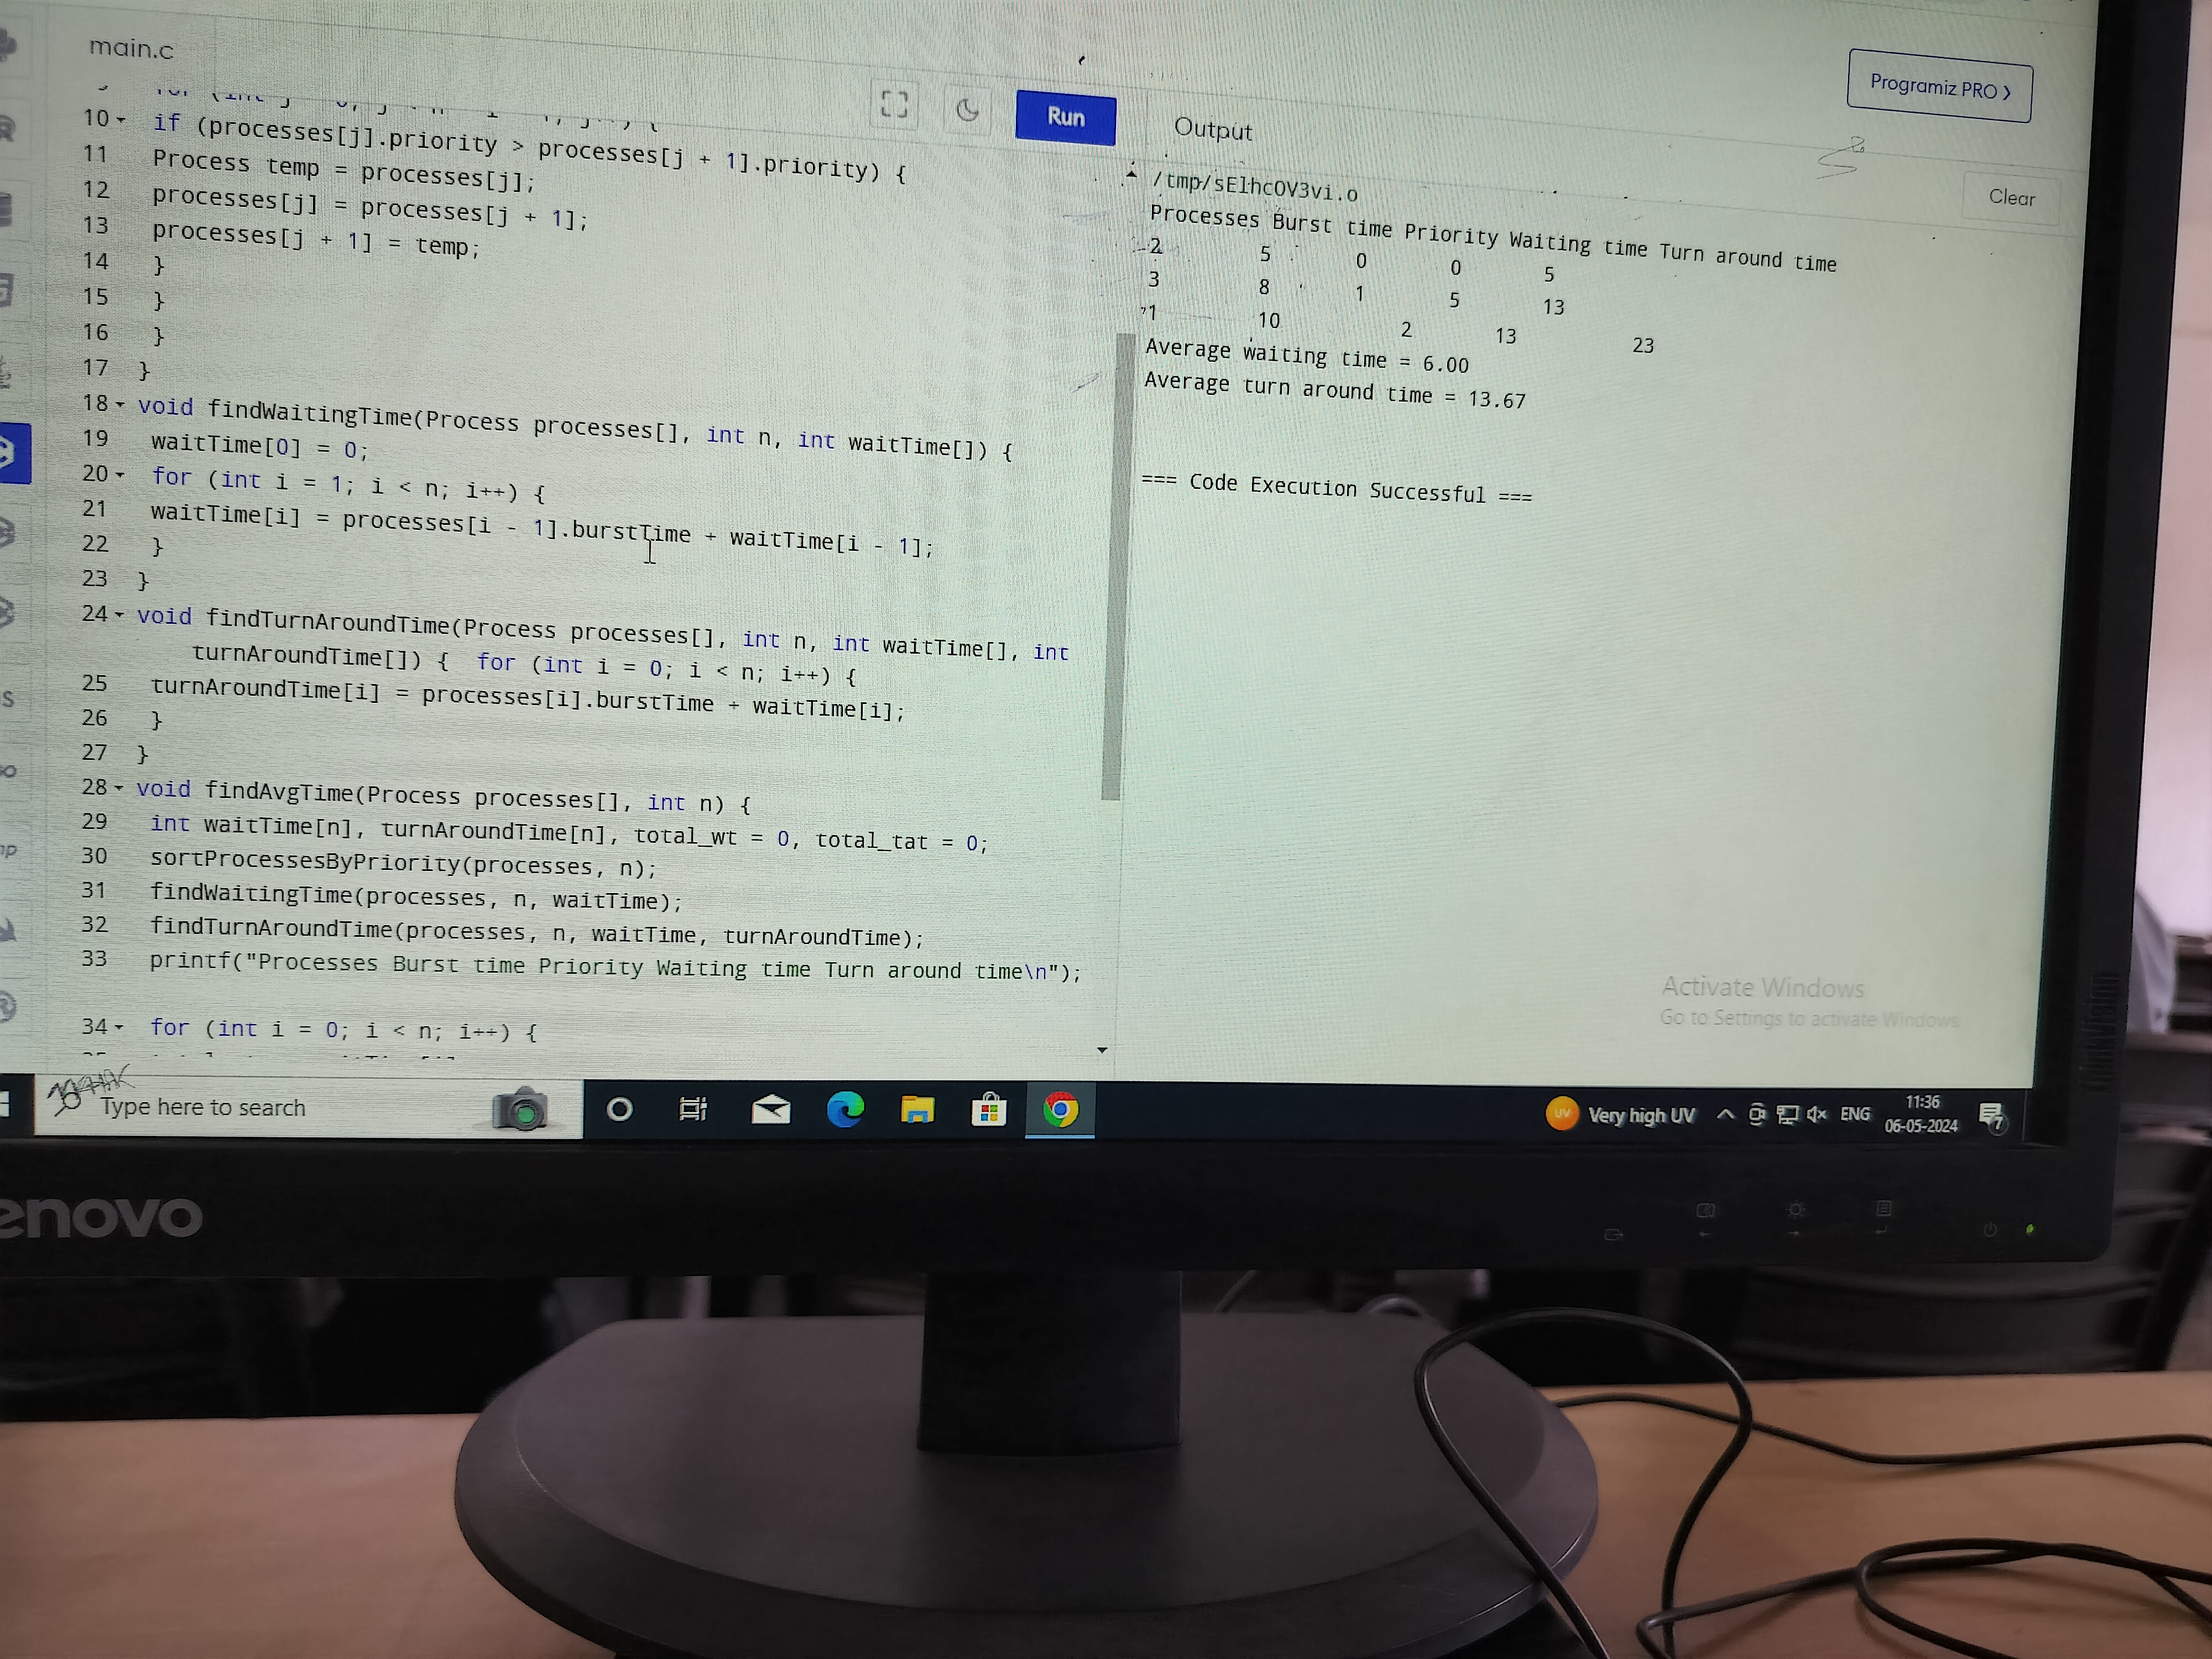 main.c
Run
Output
Programiz PRO ❯
Clear
10 if (processes[j].priority > processes[j + 1].priority) {
11 Process temp = processes[j];
12 processes[j] = processes[j + 1];
13 processes[j + 1] = temp;
14 }
15 }
16 }
17 }
18 void findWaitingTime(Process processes[], int n, int waitTime[]) {
19 waitTime[0] = 0;
20 for (int i = 1; i < n; i++) {
21 waitTime[i] = processes[i - 1].burstTime + waitTime[i - 1];
22 }
23 }
24 void findTurnAroundTime(Process processes[], int n, int waitTime[], int
turnAroundTime[]) {  for (int i = 0; i < n; i++) {
25 turnAroundTime[i] = processes[i].burstTime + waitTime[i];
26 }
27 }
28 void findAvgTime(Process processes[], int n) {
29 int waitTime[n], turnAroundTime[n], total_wt = 0, total_tat = 0;
30 sortProcessesByPriority(processes, n);
31 findWaitingTime(processes, n, waitTime);
32 findTurnAroundTime(processes, n, waitTime, turnAroundTime);
33 printf("Processes Burst time Priority Waiting time Turn around time\n");
34 for (int i = 0; i < n; i++) {
/tmp/sElhcOV3vi.o
Processes Burst time Priority Waiting time Turn around time
2 5 0 0 5
3 8 1 5 13
1 10 2 13 23
Average waiting time = 6.00
Average turn around time = 13.67
=== Code Execution Successful ===
Activate Windows
Go to Settings to activate Windows.
Type here to search
UV Very high UV ENG 11:36
06-05-2024
7
enovo